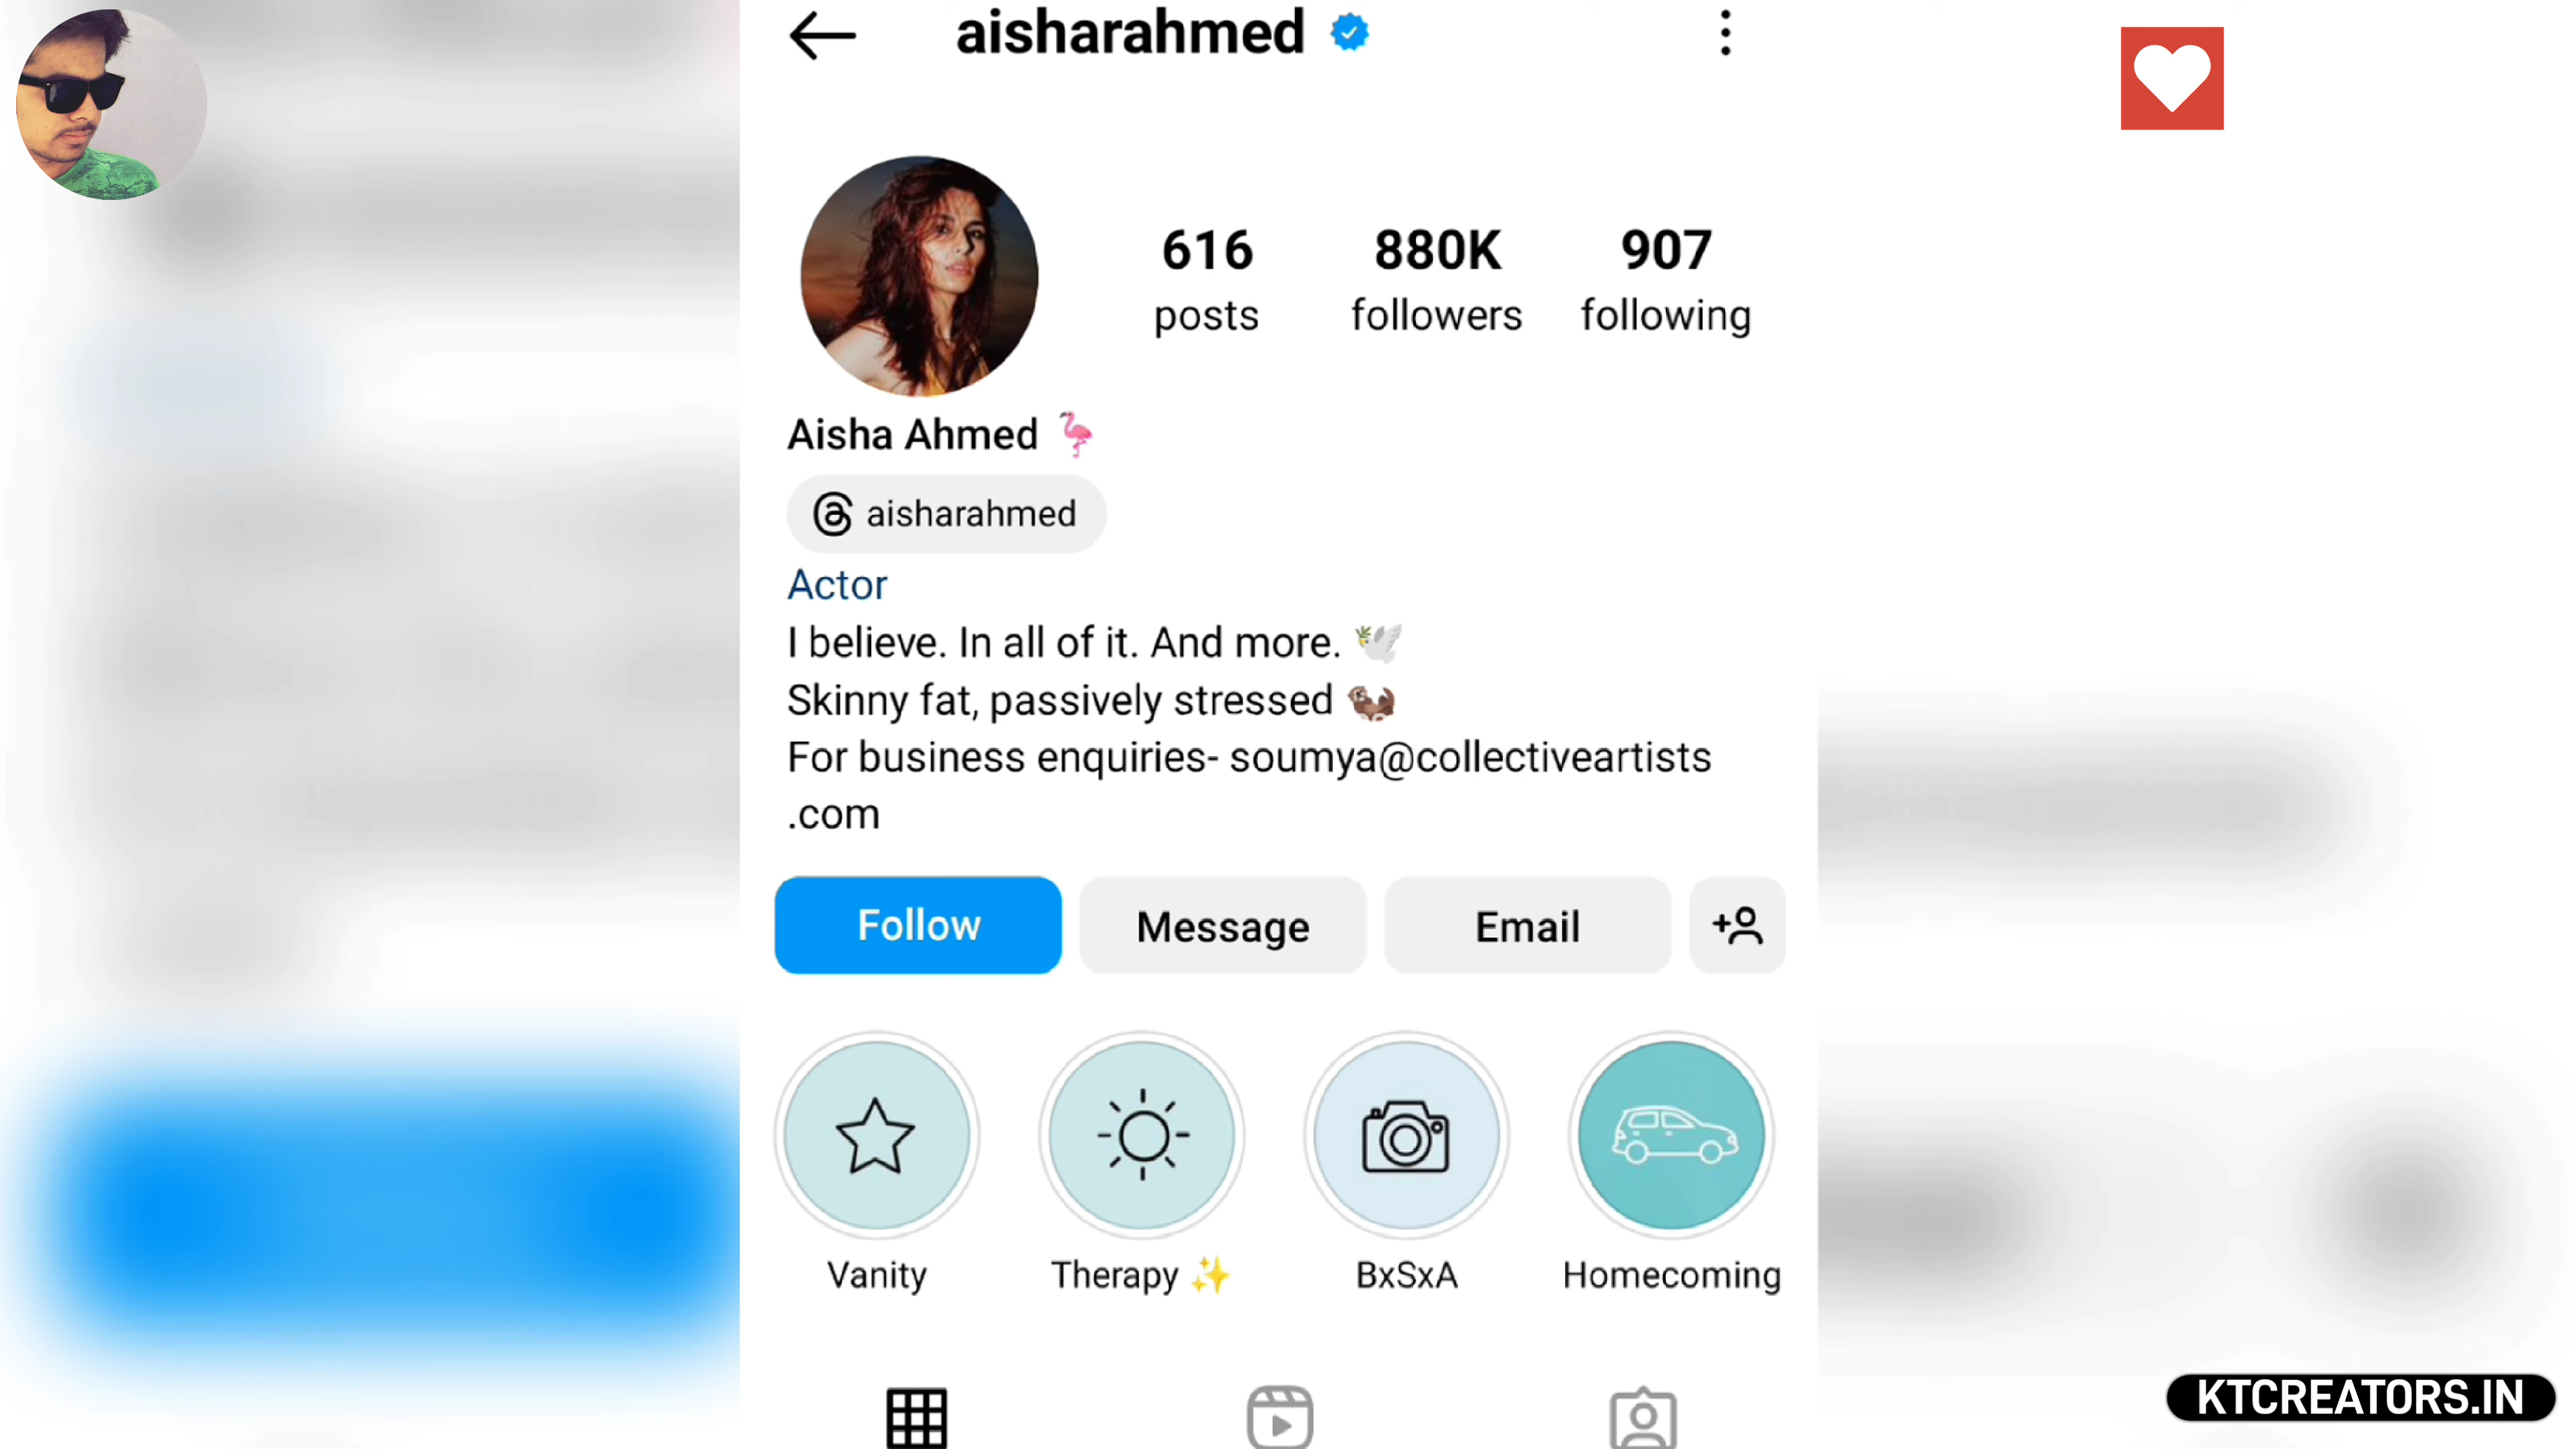 aisharahmed
616
posts
880K
followers
907
following
Aisha Ahmed 🦩
aisharahmed
Actor
I believe. In all of it. And more. 🕊️
Skinny fat, passively stressed 🦦
For business enquiries- soumya@collectiveartists
.com
Follow
Message
Email
Vanity
Therapy ✨
BxSxA
Homecoming
KTCREATORS.IN